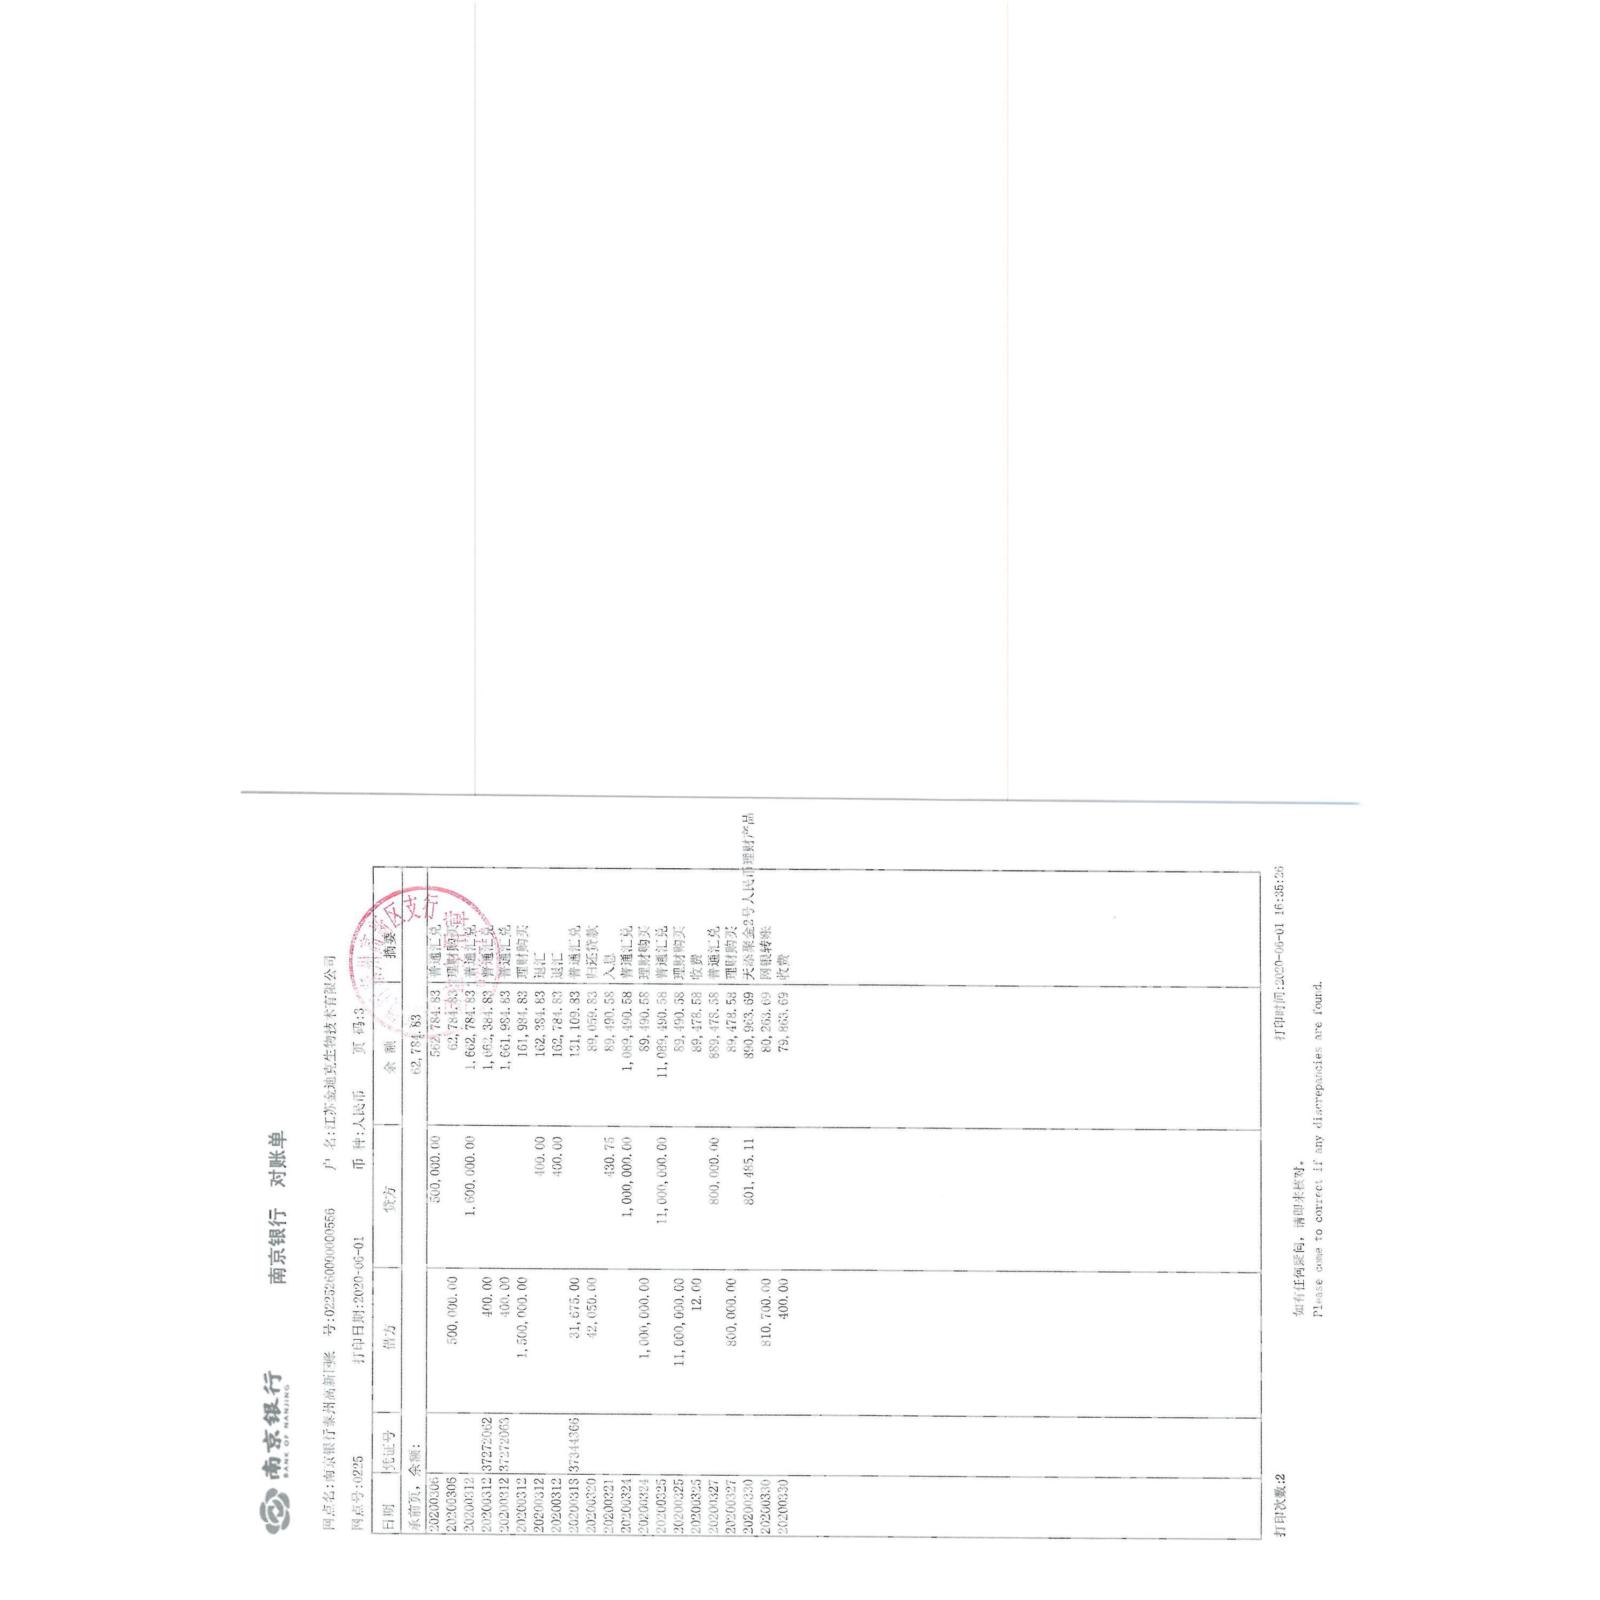 南京银行
BANK OF NANJING
南京银行 对账单
网点名:南京银行泰州高新区 账 号:0225260000000556 户 名:江苏金迪克生物技术有限公司
网点号:0225 打印日期:2020-06-01 币 种:人民币 页 码:3
日期 凭证号 借方 贷方 余 额 摘要
承前页, 余额: 62,784.83
20200306 500,000.00 562,784.83 普通汇兑
20200306 500,000.00 62,784.83 理财购买
20200312 1,600,000.00 1,662,784.83 普通汇兑
20200312 37272062 400.00 1,662,384.83 普通汇兑
20200312 37272063 400.00 1,661,984.83 普通汇兑
20200312 1,500,000.00 161,984.83 理财购买
20200312 400.00 162,384.83 退汇
20200312 400.00 162,784.83 退汇
20200313 37344366 31,675.00 131,109.83 普通汇兑
20200320 42,050.00 89,059.83 归还贷款
20200321 430.75 89,490.58 入息
20200324 1,000,000.00 1,089,490.58 普通汇兑
20200324 1,000,000.00 89,490.58 理财购买
20200325 11,000,000.00 11,089,490.58 普通汇兑
20200325 11,000,000.00 89,490.58 理财购买
20200325 12.00 89,478.58 收费
20200327 800,000.00 889,478.58 普通汇兑
20200327 800,000.00 89,478.58 理财购买
20200330 801,485.11 890,963.69 天添聚金2号人民币理财产品
20200330 810,700.00 80,263.69 网银转账
20200330 400.00 79,863.69 收费
区支行
打印次数:2 打印时间:2020-06-01 16:35:26
如有任何疑问, 请即来核对。
Please come to correct if any discrepancies are found.